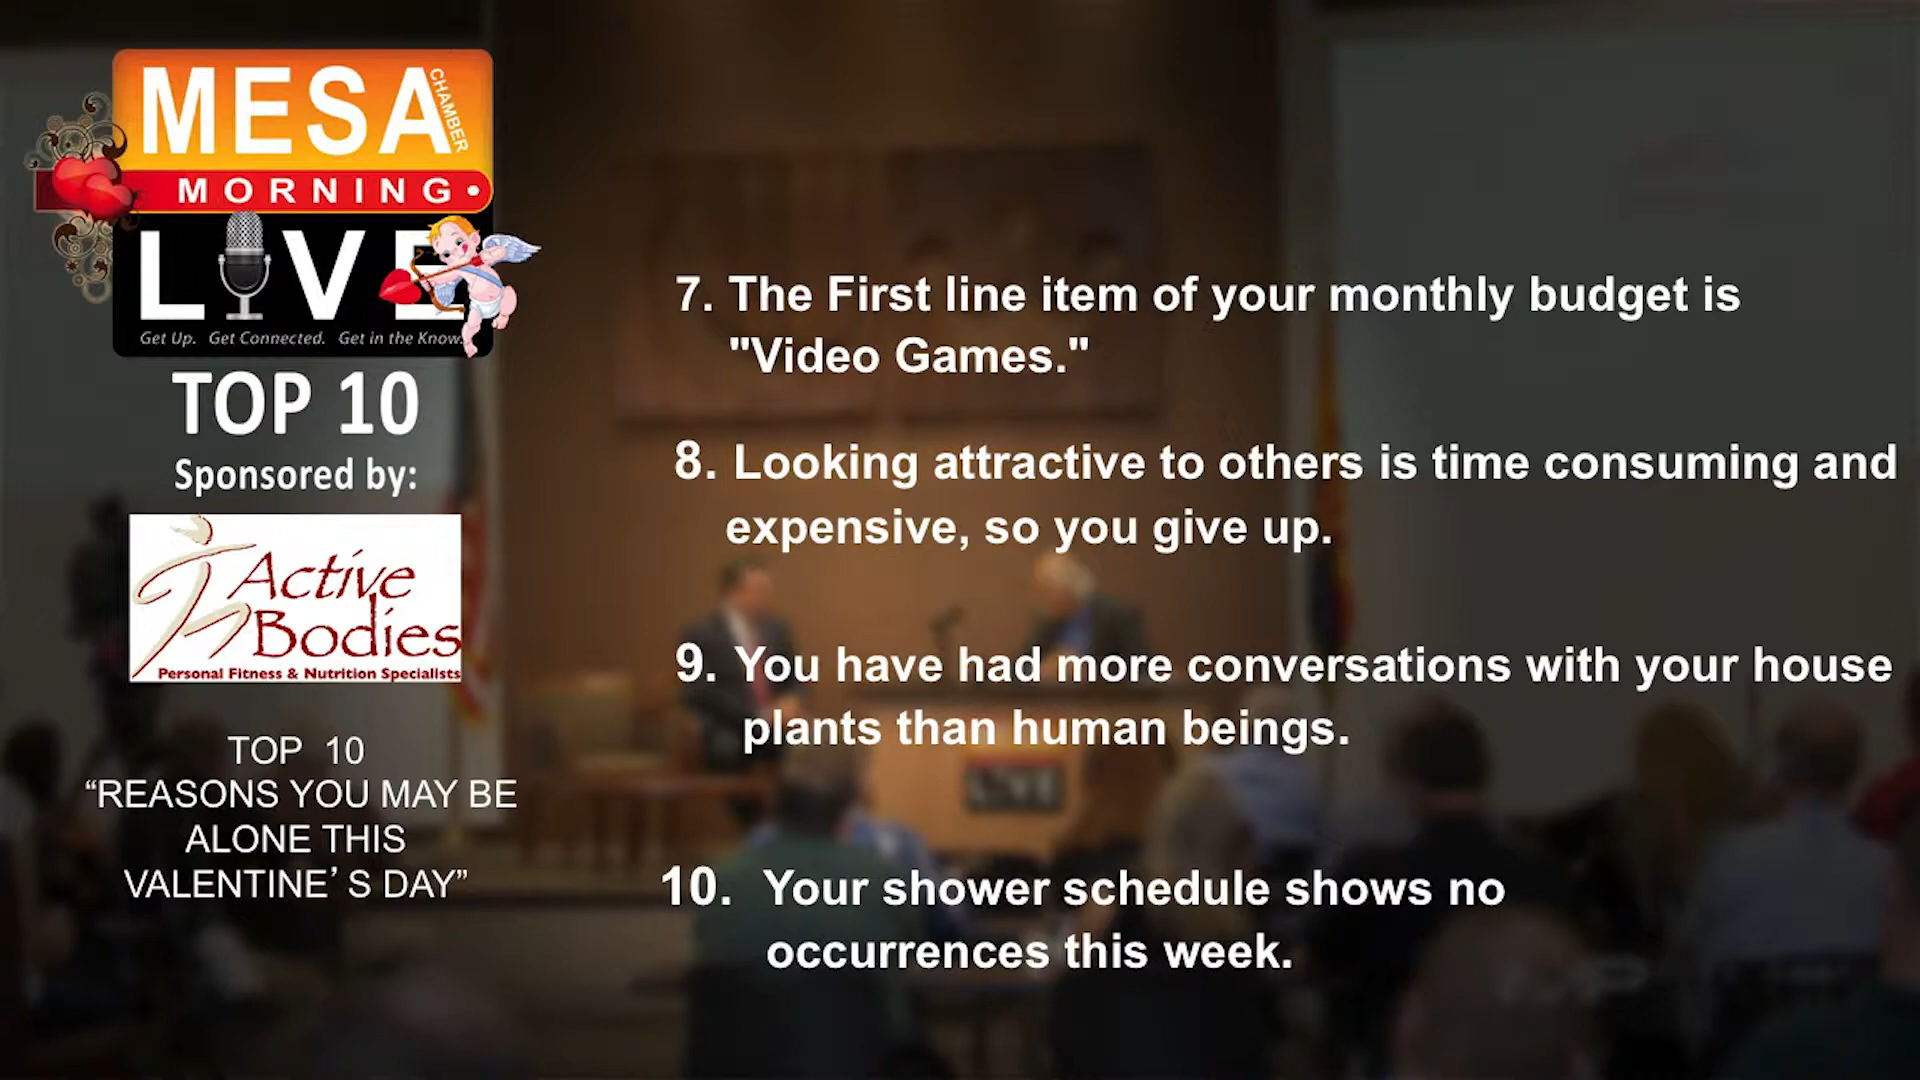 MESA
CHAMBER
MORNING
LIVE
Get Up. Get Connected. Get in the Know.
TOP 10
Sponsored by:
Active
Bodies
Personal Fitness & Nutrition Specialists
TOP 10
“REASONS YOU MAY BE
ALONE THIS
VALENTINE’S DAY”
7. The First line item of your monthly budget is
"Video Games."
8. Looking attractive to others is time consuming and
expensive, so you give up.
9. You have had more conversations with your house
plants than human beings.
10. Your shower schedule shows no
occurrences this week.
LIVE